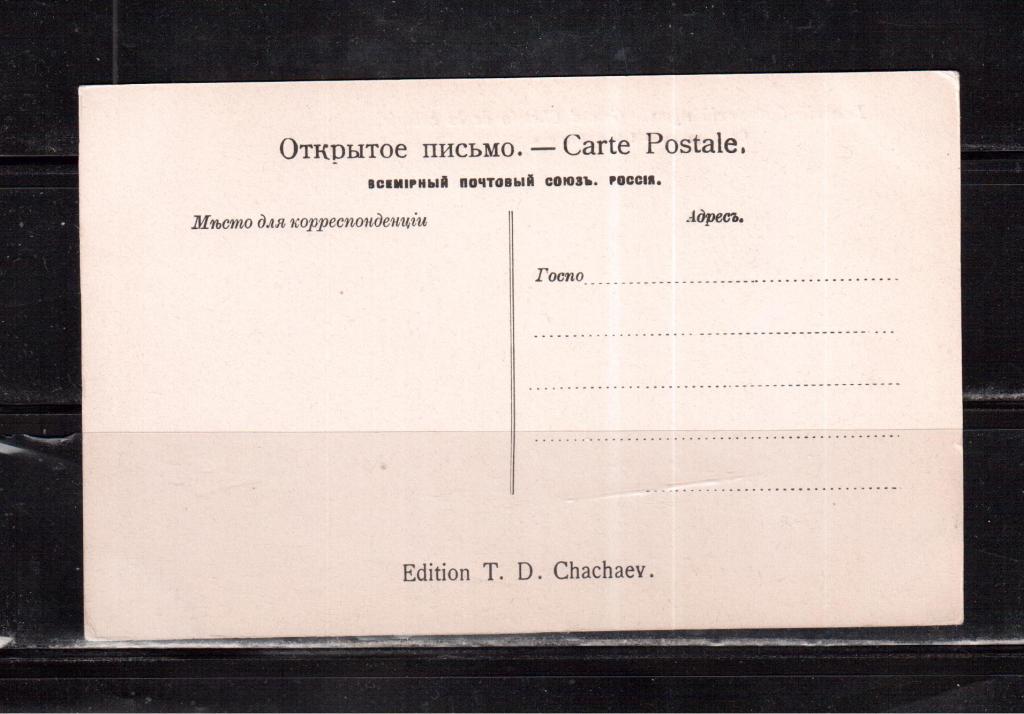 Открытое письмо. — Carte Postale.
ВСЕМІРНЫЙ ПОЧТОВЫЙ СОЮЗЪ. РОССІЯ.
Мѣсто для корреспонденціи
Адресъ.
Госпо
Edition T. D. Chachaev.